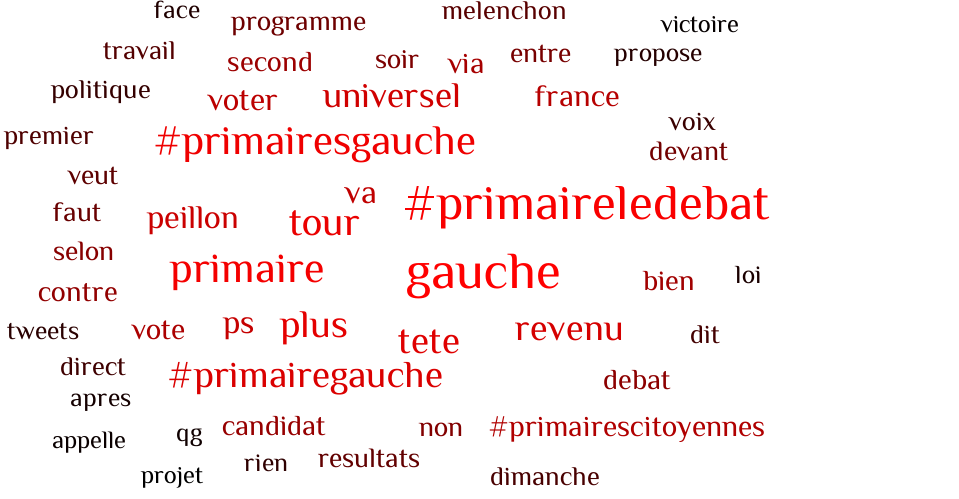 face
programme
melenchon
victoire
travail
second
soir
via
entre
propose
politique
voter
universel
france
premier
#primairesgauche
voix
devant
veut
va
#primaireledebat
faut
peillon
tour
selon
primaire
gauche
bien
loi
contre
tweets
vote
ps
plus
tete
revenu
dit
direct
#primairegauche
debat
apres
appelle
qg
candidat
non
#primairescitoyennes
projet
rien
resultats
dimanche